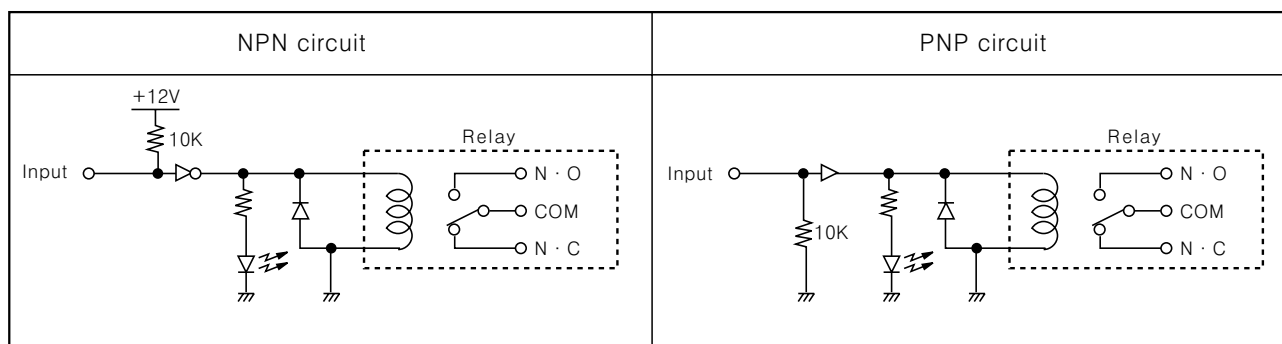 NPN circuit
PNP circuit
+12V
10K
Input
Relay
N · O
COM
N · C
Input
10K
Relay
N · O
COM
N · C